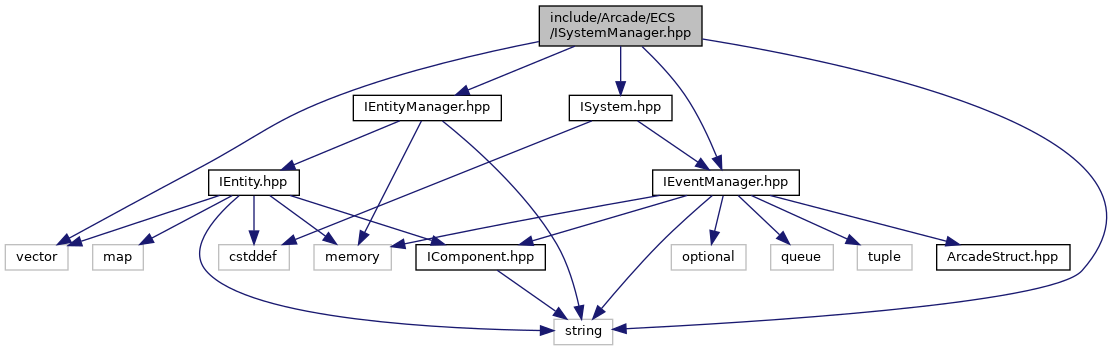 include/Arcade/ECS
/ISystemManager.hpp
IEntityManager.hpp
ISystem.hpp
IEntity.hpp
IEventManager.hpp
vector
map
cstddef
memory
IComponent.hpp
optional
queue
tuple
ArcadeStruct.hpp
string